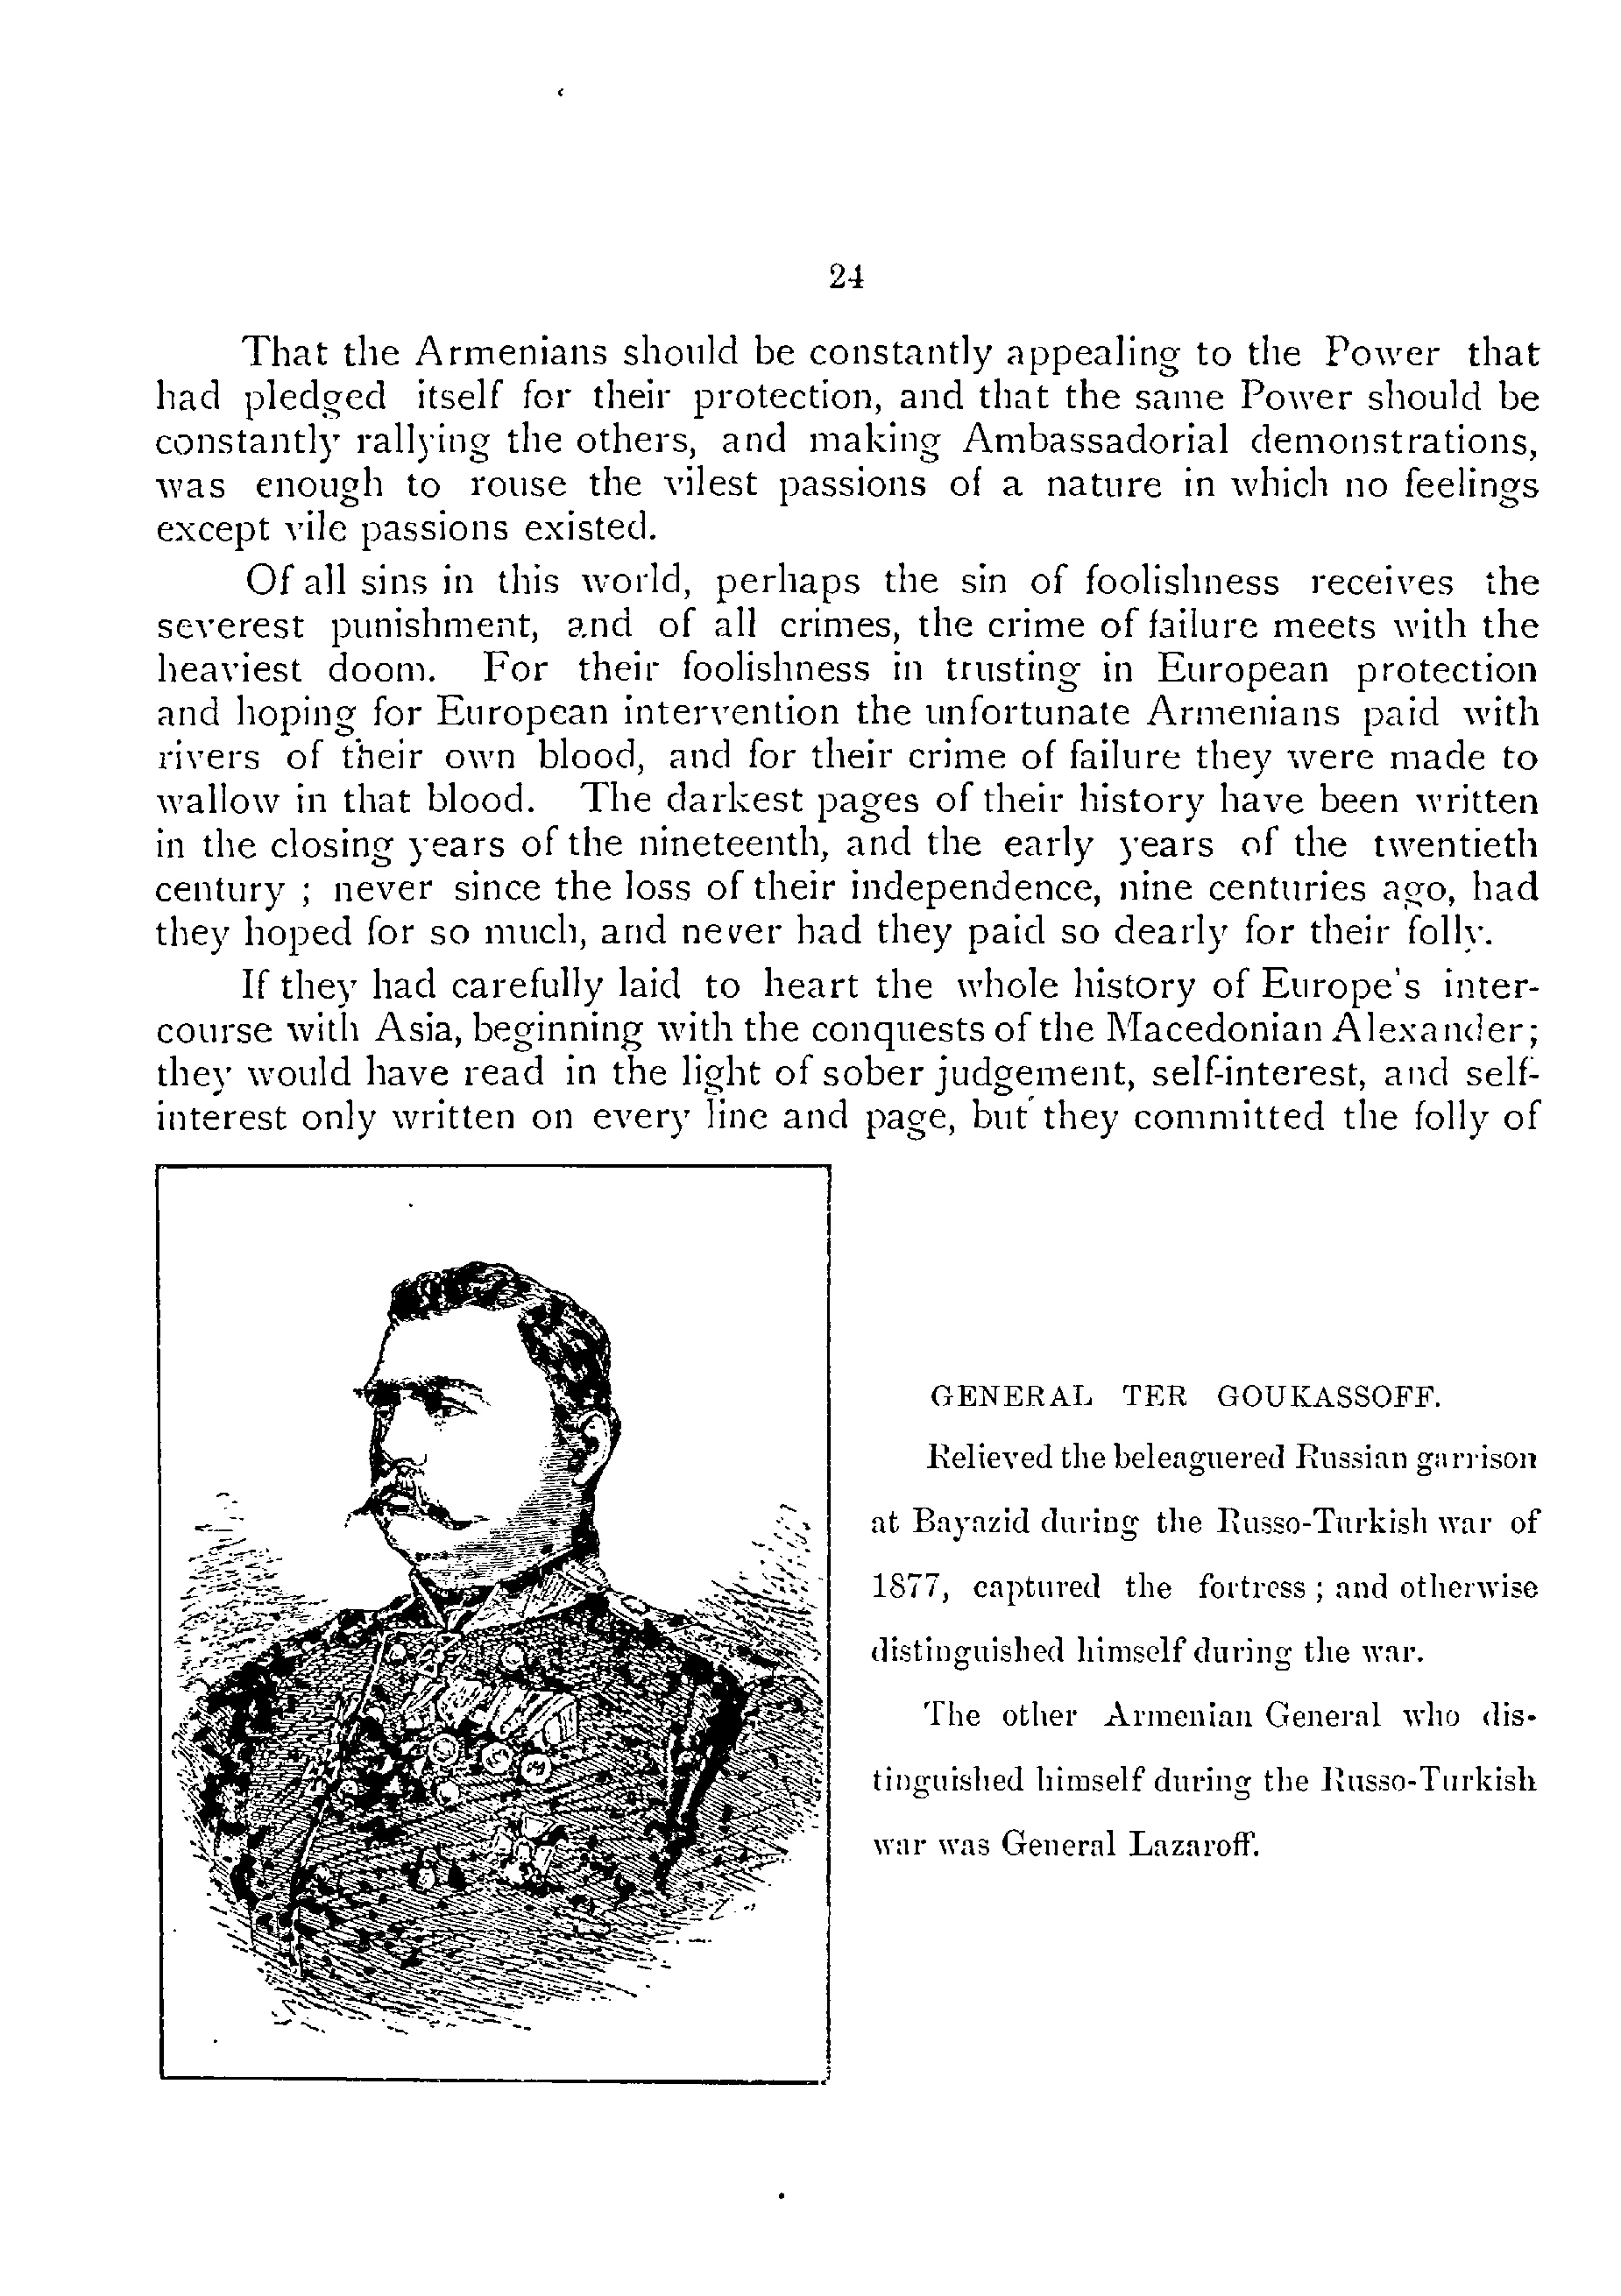 24
That the Armenians should be constantly appealing to the Power that
had pledged itself for their protection, and that the same Power should be
constantly rallying the others, and making Ambassadorial demonstrations,
was enough to rouse the vilest passions of a nature in which no feelings
except vile passions existed.
Of all sins in this world, perhaps the sin of foolishness receives the
severest punishment, and of all crimes, the crime of failure meets with the
heaviest doom. For their foolishness in trusting in European protection
and hoping for European intervention the unfortunate Armenians paid with
rivers of their own blood, and for their crime of failure they were made to
wallow in that blood. The darkest pages of their history have been written
in the closing years of the nineteenth, and the early years of the twentieth
century ; never since the loss of their independence, nine centuries ago, had
they hoped for so much, and never had they paid so dearly for their folly.
If they had carefully laid to heart the whole history of Europe's inter-
course with Asia, beginning with the conquests of the Macedonian Alexander;
they would have read in the light of sober judgement, self-interest, and self-
interest only written on every line and page, but they committed the folly of
GENERAL TER GOUKASSOFF.
Relieved the beleaguered Russian garrison
at Bayazid during the Russo-Turkish war of
1877, captured the fortress ; and otherwise
distinguished himself during the war.
The other Armenian General who dis-
tinguished himself during the Russo-Turkish
war was General Lazaroff.